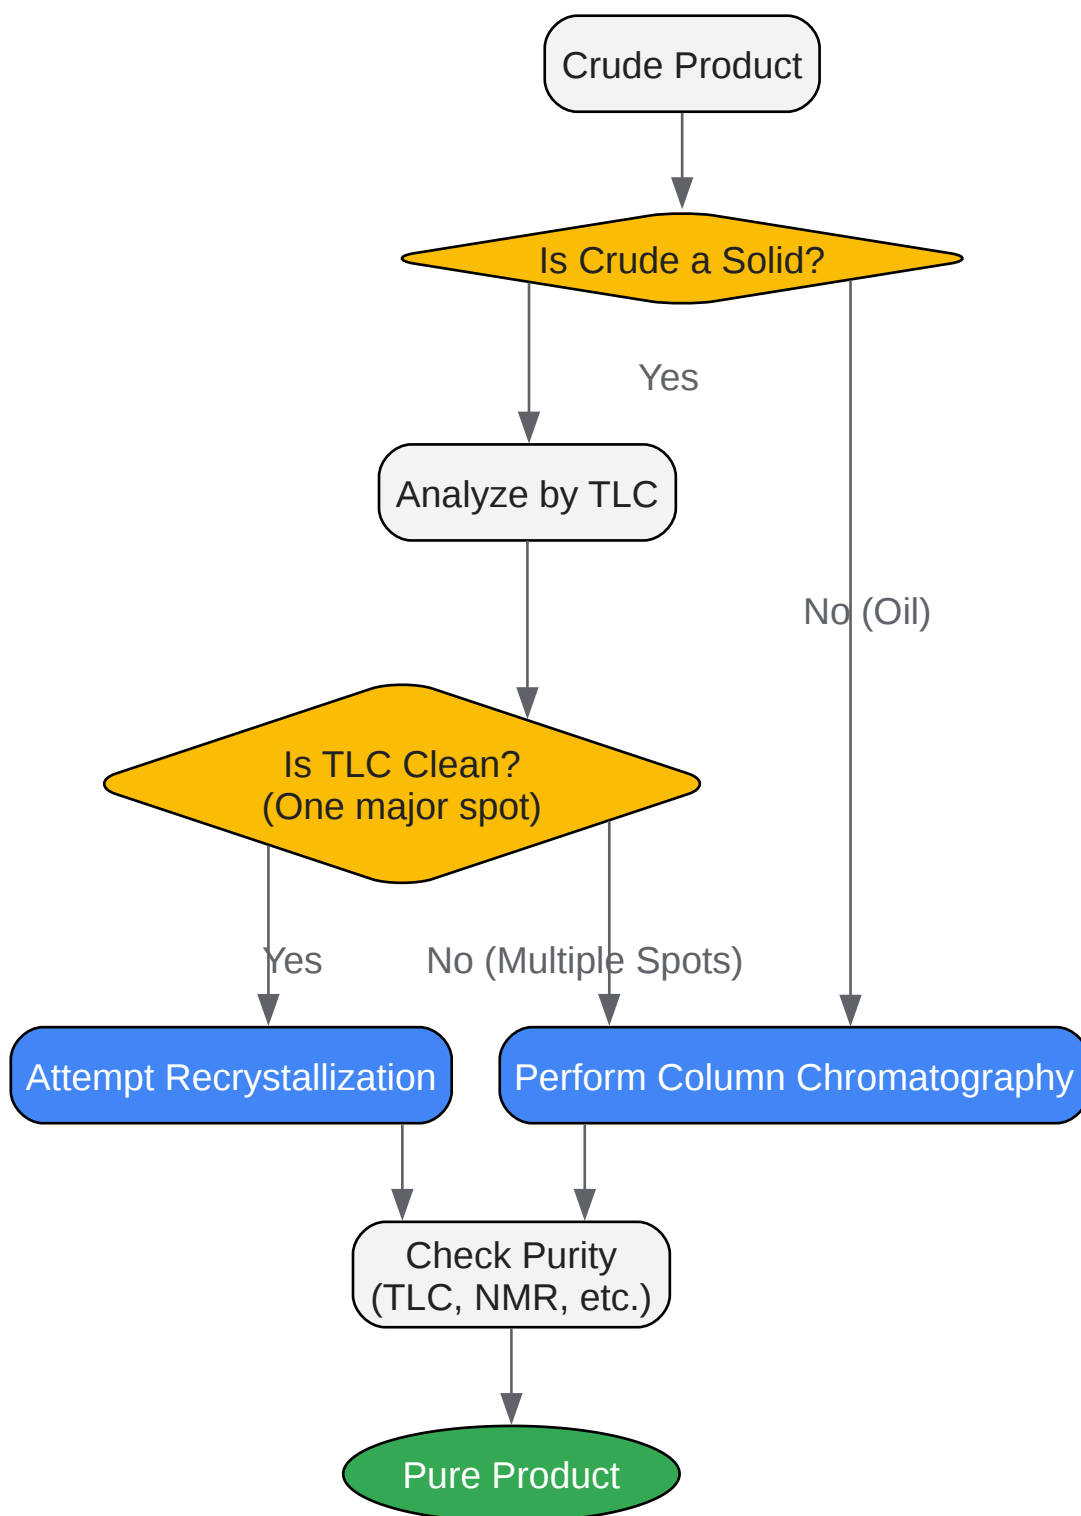 Crude Product
Is Crude a Solid?
Yes
Analyze by TLC
No (Oil)
Is TLC Clean?
(One major spot)
Yes
No (Multiple Spots)
Attempt Recrystallization
Perform Column Chromatography
Check Purity
(TLC, NMR, etc.)
Pure Product